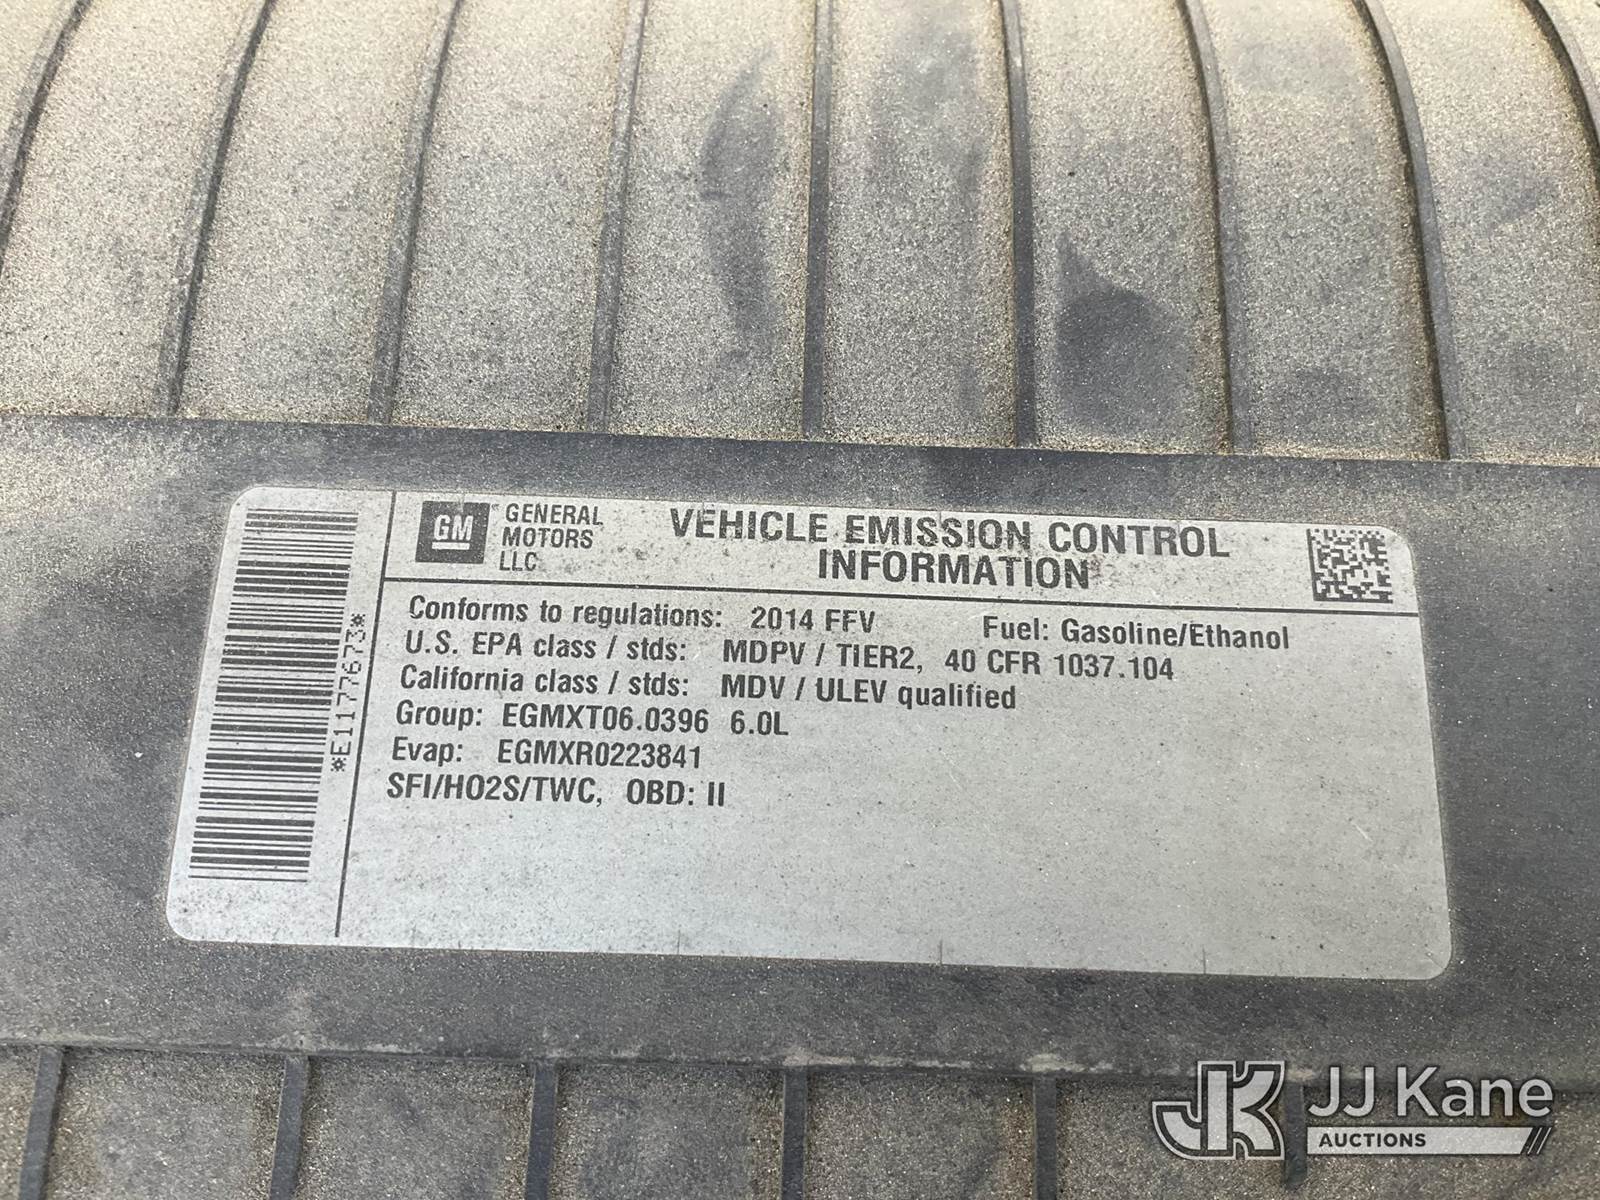 GM GENERAL MOTORS LLC
VEHICLE EMISSION CONTROL INFORMATION
Conforms to regulations: 2014 FFV Fuel: Gasoline/Ethanol
U.S. EPA class / stds: MDPV / TIER2, 40 CFR 1037.104
California class / stds: MDV / ULEV qualified
Group: EGMXT06.0396 6.0L
Evap: EGMXR0223841
SFI/HO2S/TWC, OBD: II
*E1177673*
JK JJ Kane
AUCTIONS